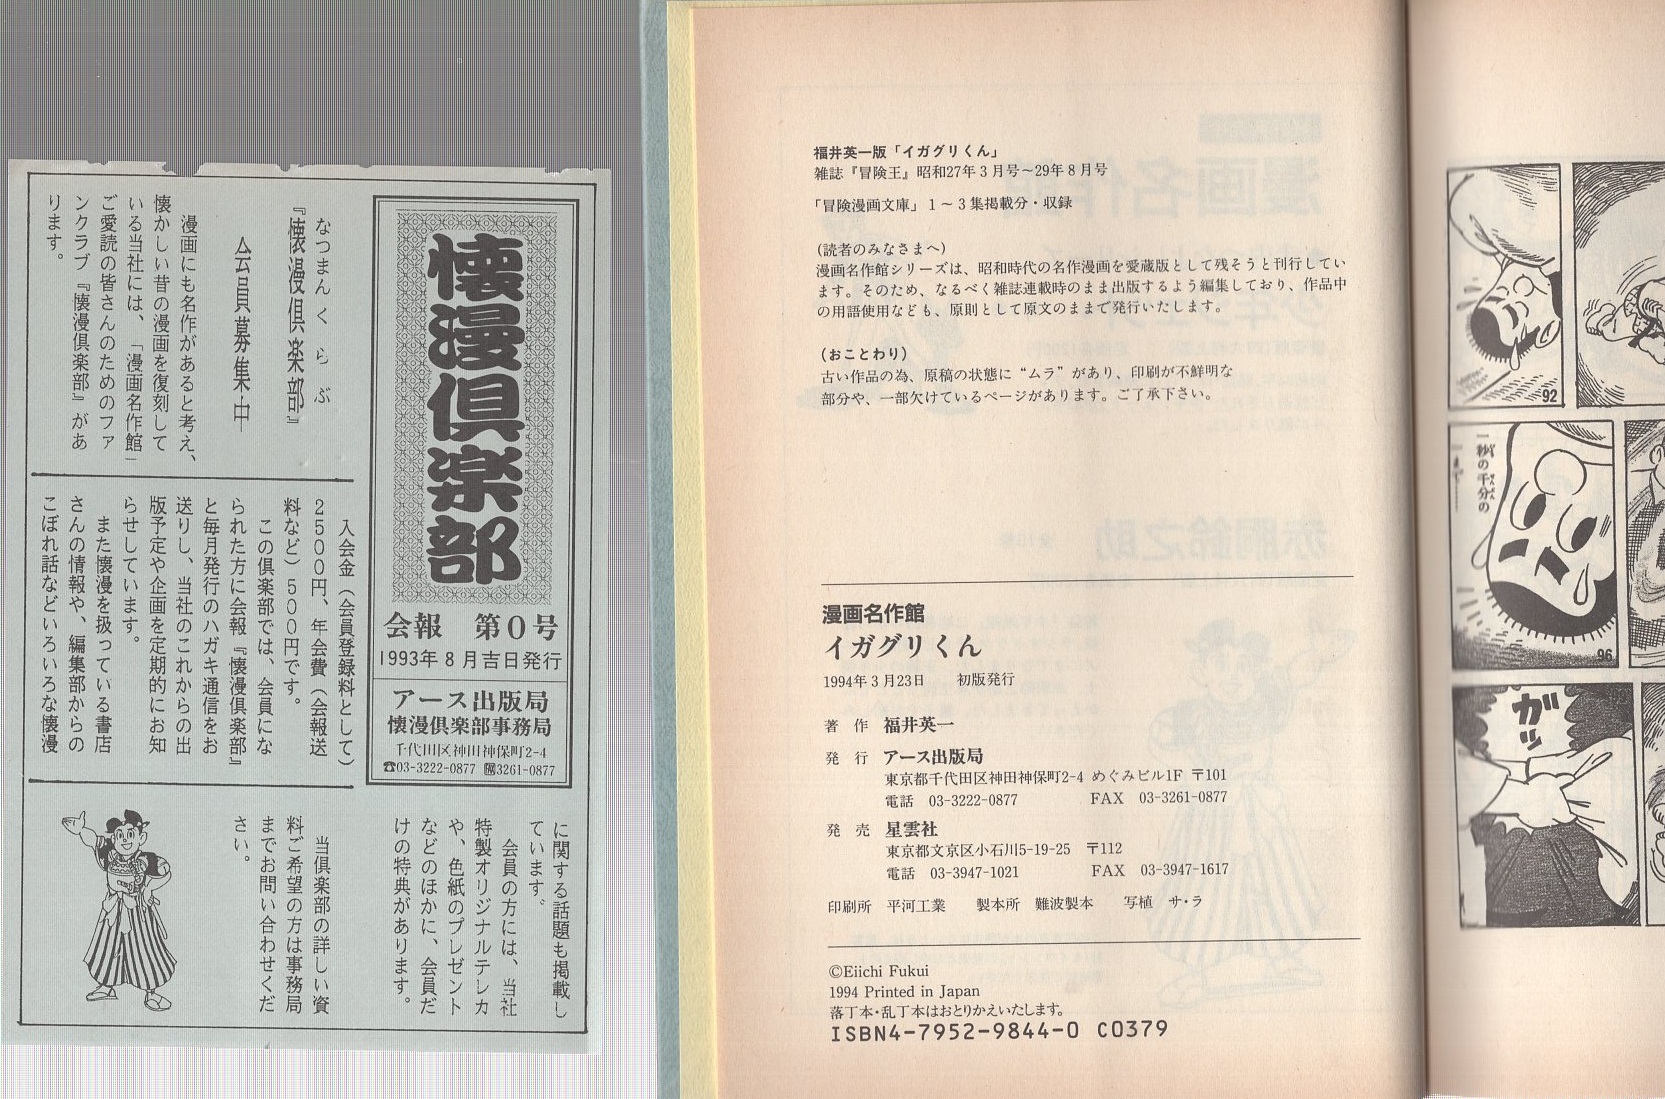 懐漫倶楽部
会報　第0号
1993年8月吉日発行
アース出版局
懐漫倶楽部事務局
千代田区神田神保町2-4
☎03-3222-0877 3261-0877
なつまんくらぶ
『懐漫倶楽部』
会員募集中
漫画にも名作があると考え、
懐かしい昔の漫画を復刻して
いる当社には、「漫画名作館」
ご愛読の皆さんのためのファ
ンクラブ『懐漫倶楽部』があ
ります。
入会金（会員登録料として）
2500円、年会費（会報送
料など）500円です。
この倶楽部では、会員にな
られた方に会報『懐漫倶楽部』
と毎月発行のハガキ通信をお
送りし、当社のこれからの出
版予定や企画を定期的にお知
らせしています。
また懐漫を扱っている書店
さんの情報や、編集部からの
こぼれ話などいろいろな懐漫
に関する話題も掲載し
ています。
会員の方には、当社
特製オリジナルテレカ
や、色紙のプレゼント
などのほかに、会員だ
けの特典があります。
当倶楽部の詳しい資
料ご希望の方は事務局
までお問い合わせくだ
さい。
福井英一版「イガグリくん」
雑誌『冒険王』昭和27年3月号〜29年8月号
「冒険漫画文庫」1〜3集掲載分・収録
(読者のみなさまへ)
漫画名作館シリーズは、昭和時代の名作漫画を愛蔵版として残そうと刊行してい
ます。そのため、なるべく雑誌連載時のまま出版するよう編集しており、作品中
の用語使用なども、原則として原文のままで発行いたします。
(おことわり)
古い作品の為、原稿の状態に“ムラ”があり、印刷が不鮮明な
部分や、一部欠けているページがあります。ご了承下さい。
漫画名作館
イガグリくん
1994年3月23日　初版発行
著　作　福井英一
発　行　アース出版局
東京都千代田区神田神保町2-4 めぐみビル1F 〒101
電話　03-3222-0877　FAX　03-3261-0877
発　売　星雲社
東京都文京区小石川5-19-25　〒112
電話　03-3947-1021　FAX　03-3947-1617
印刷所　平河工業　製本所　難波製本　写植　サ・ラ
©Eiichi Fukui
1994 Printed in Japan
落丁本・乱丁本はおとりかえいたします。
ISBN4-7952-9844-0 C0379
92
一秒の千分の
96
ガッ